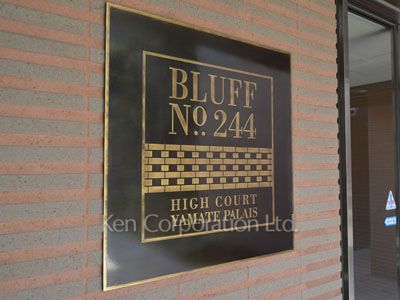 BLUFF
No. 244
HIGH COURT
YAMATE PALAIS
Ken Corporation Ltd.